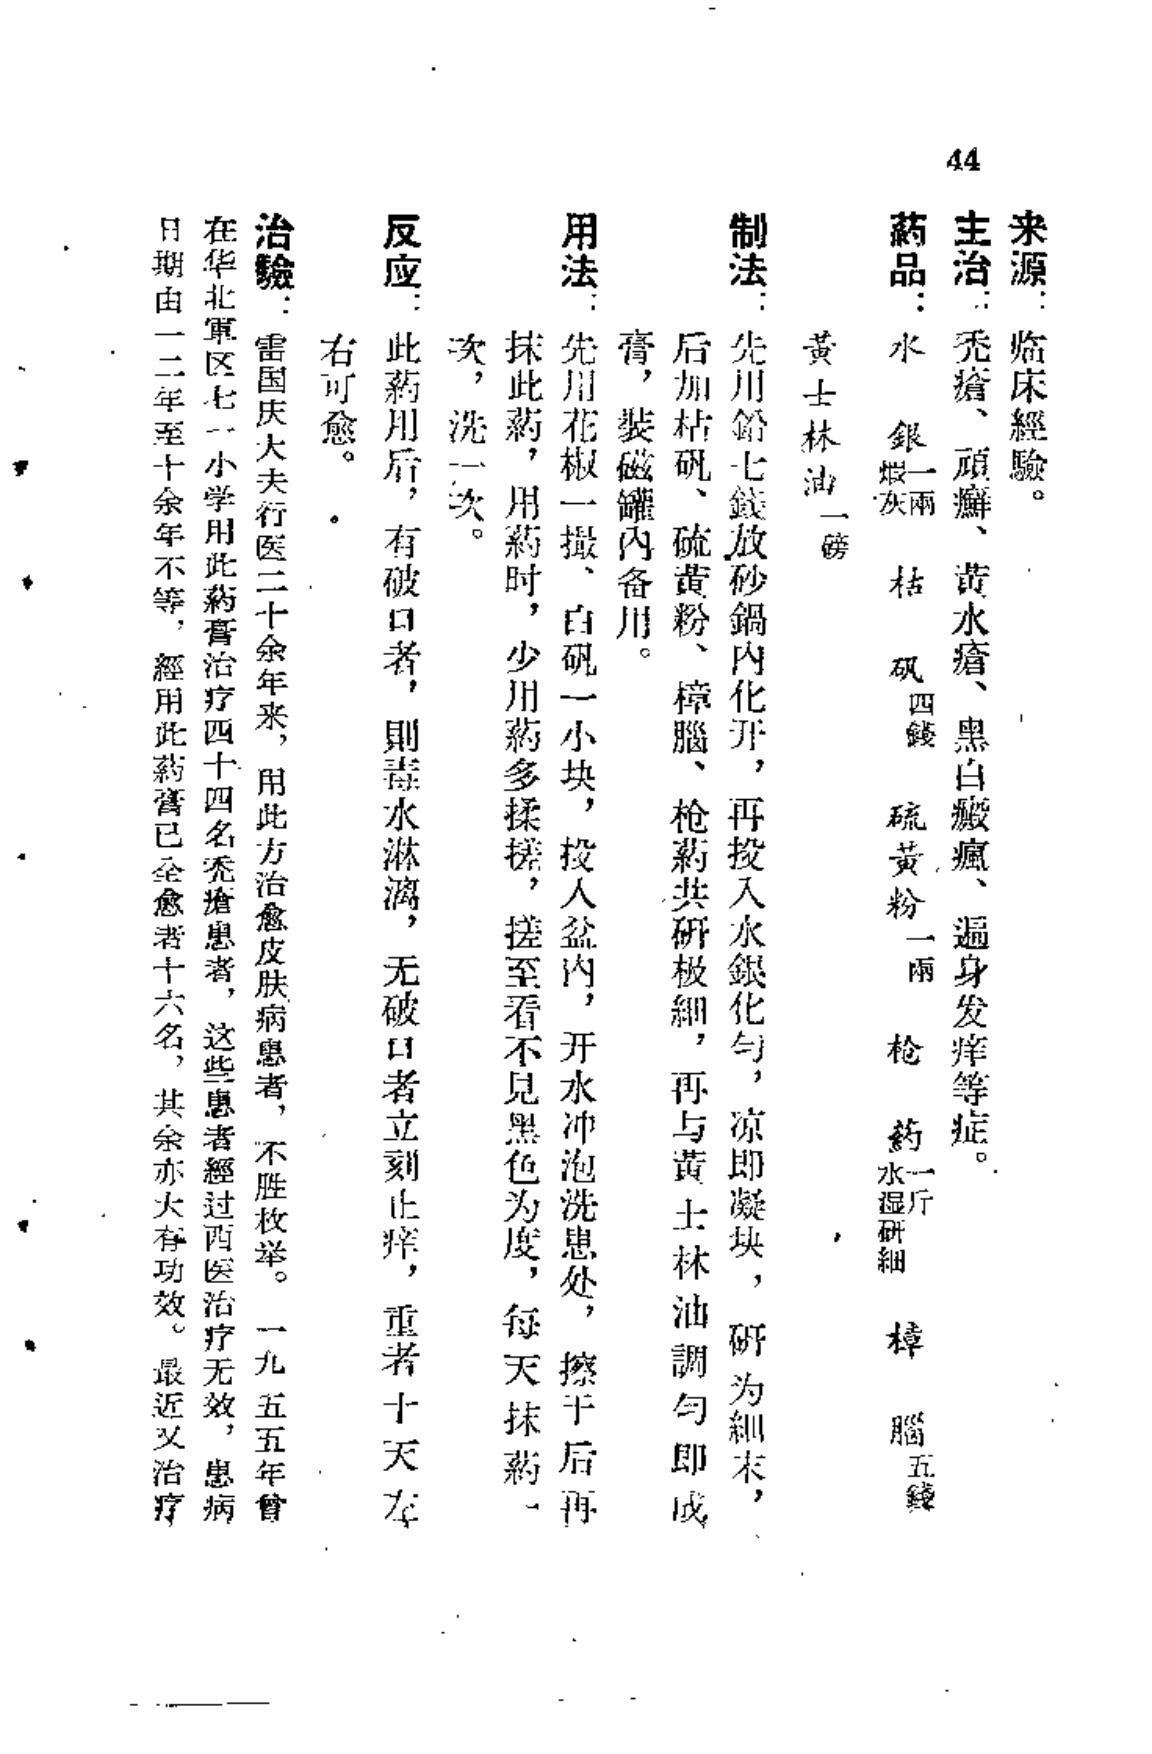 44
来源：临床經驗。
主治：禿瘡、頑癬、黄水瘡、黑白癜瘋、遍身发痒等症。
葯品：水銀一兩煅灰 枯矾四錢 硫黄粉一兩 枪葯一斤水湿研細 樟腦五錢
黃士林油一磅
制法：先用鉛七錢放砂鍋内化开，再投入水銀化勻，凉即凝块，研为細末，
后加枯矾、硫黄粉、樟腦、枪葯共研极細，再与黄士林油調勻即成
膏，裝磁罐内备用。
用法：先用花椒一撮、白矾一小块，投入盆内，开水冲泡洗患处，擦干后再
抹此葯，用葯时，少用葯多揉搓，搓至看不見黑色为度，每天抹葯一
次，洗一次。
反应：此葯用后，有破口者，則毒水淋漓，无破口者立刻止痒，重者十天左
右可愈。
治驗：雷国庆大夫行医二十余年来，用此方治愈皮肤病患者，不胜枚举。一九五五年曾
在华北軍区七一小学用此葯膏治疗四十四名禿瘡患者，这些患者經过西医治疗无效，患病
日期由一二年至十余年不等，經用此葯膏已全愈者十六名，其余亦大有功效。最近又治疗